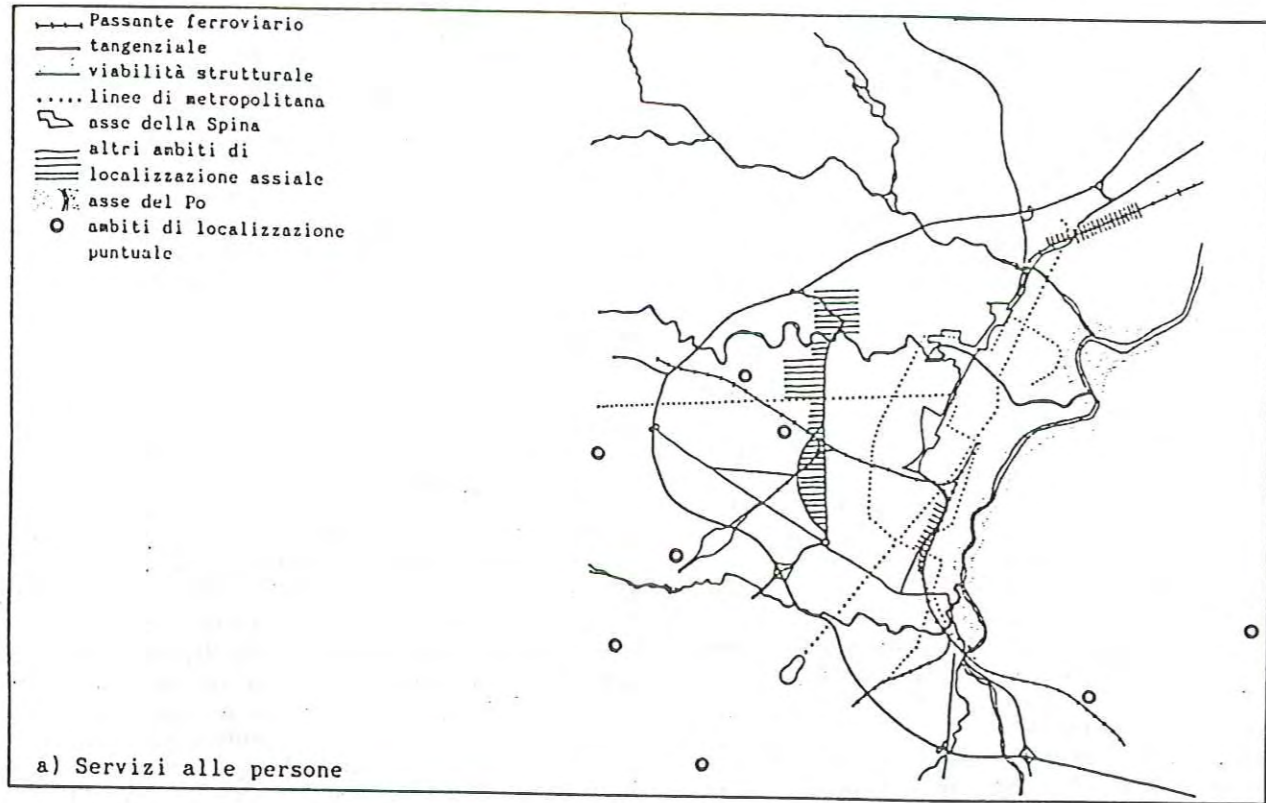 Passante ferroviario
tangenziale
viabilità strutturale
linee di metropolitana
asse della Spina
altri ambiti di
localizzazione assiale
asse del Po
ambiti di localizzazione
puntuale
a) Servizi alle persone